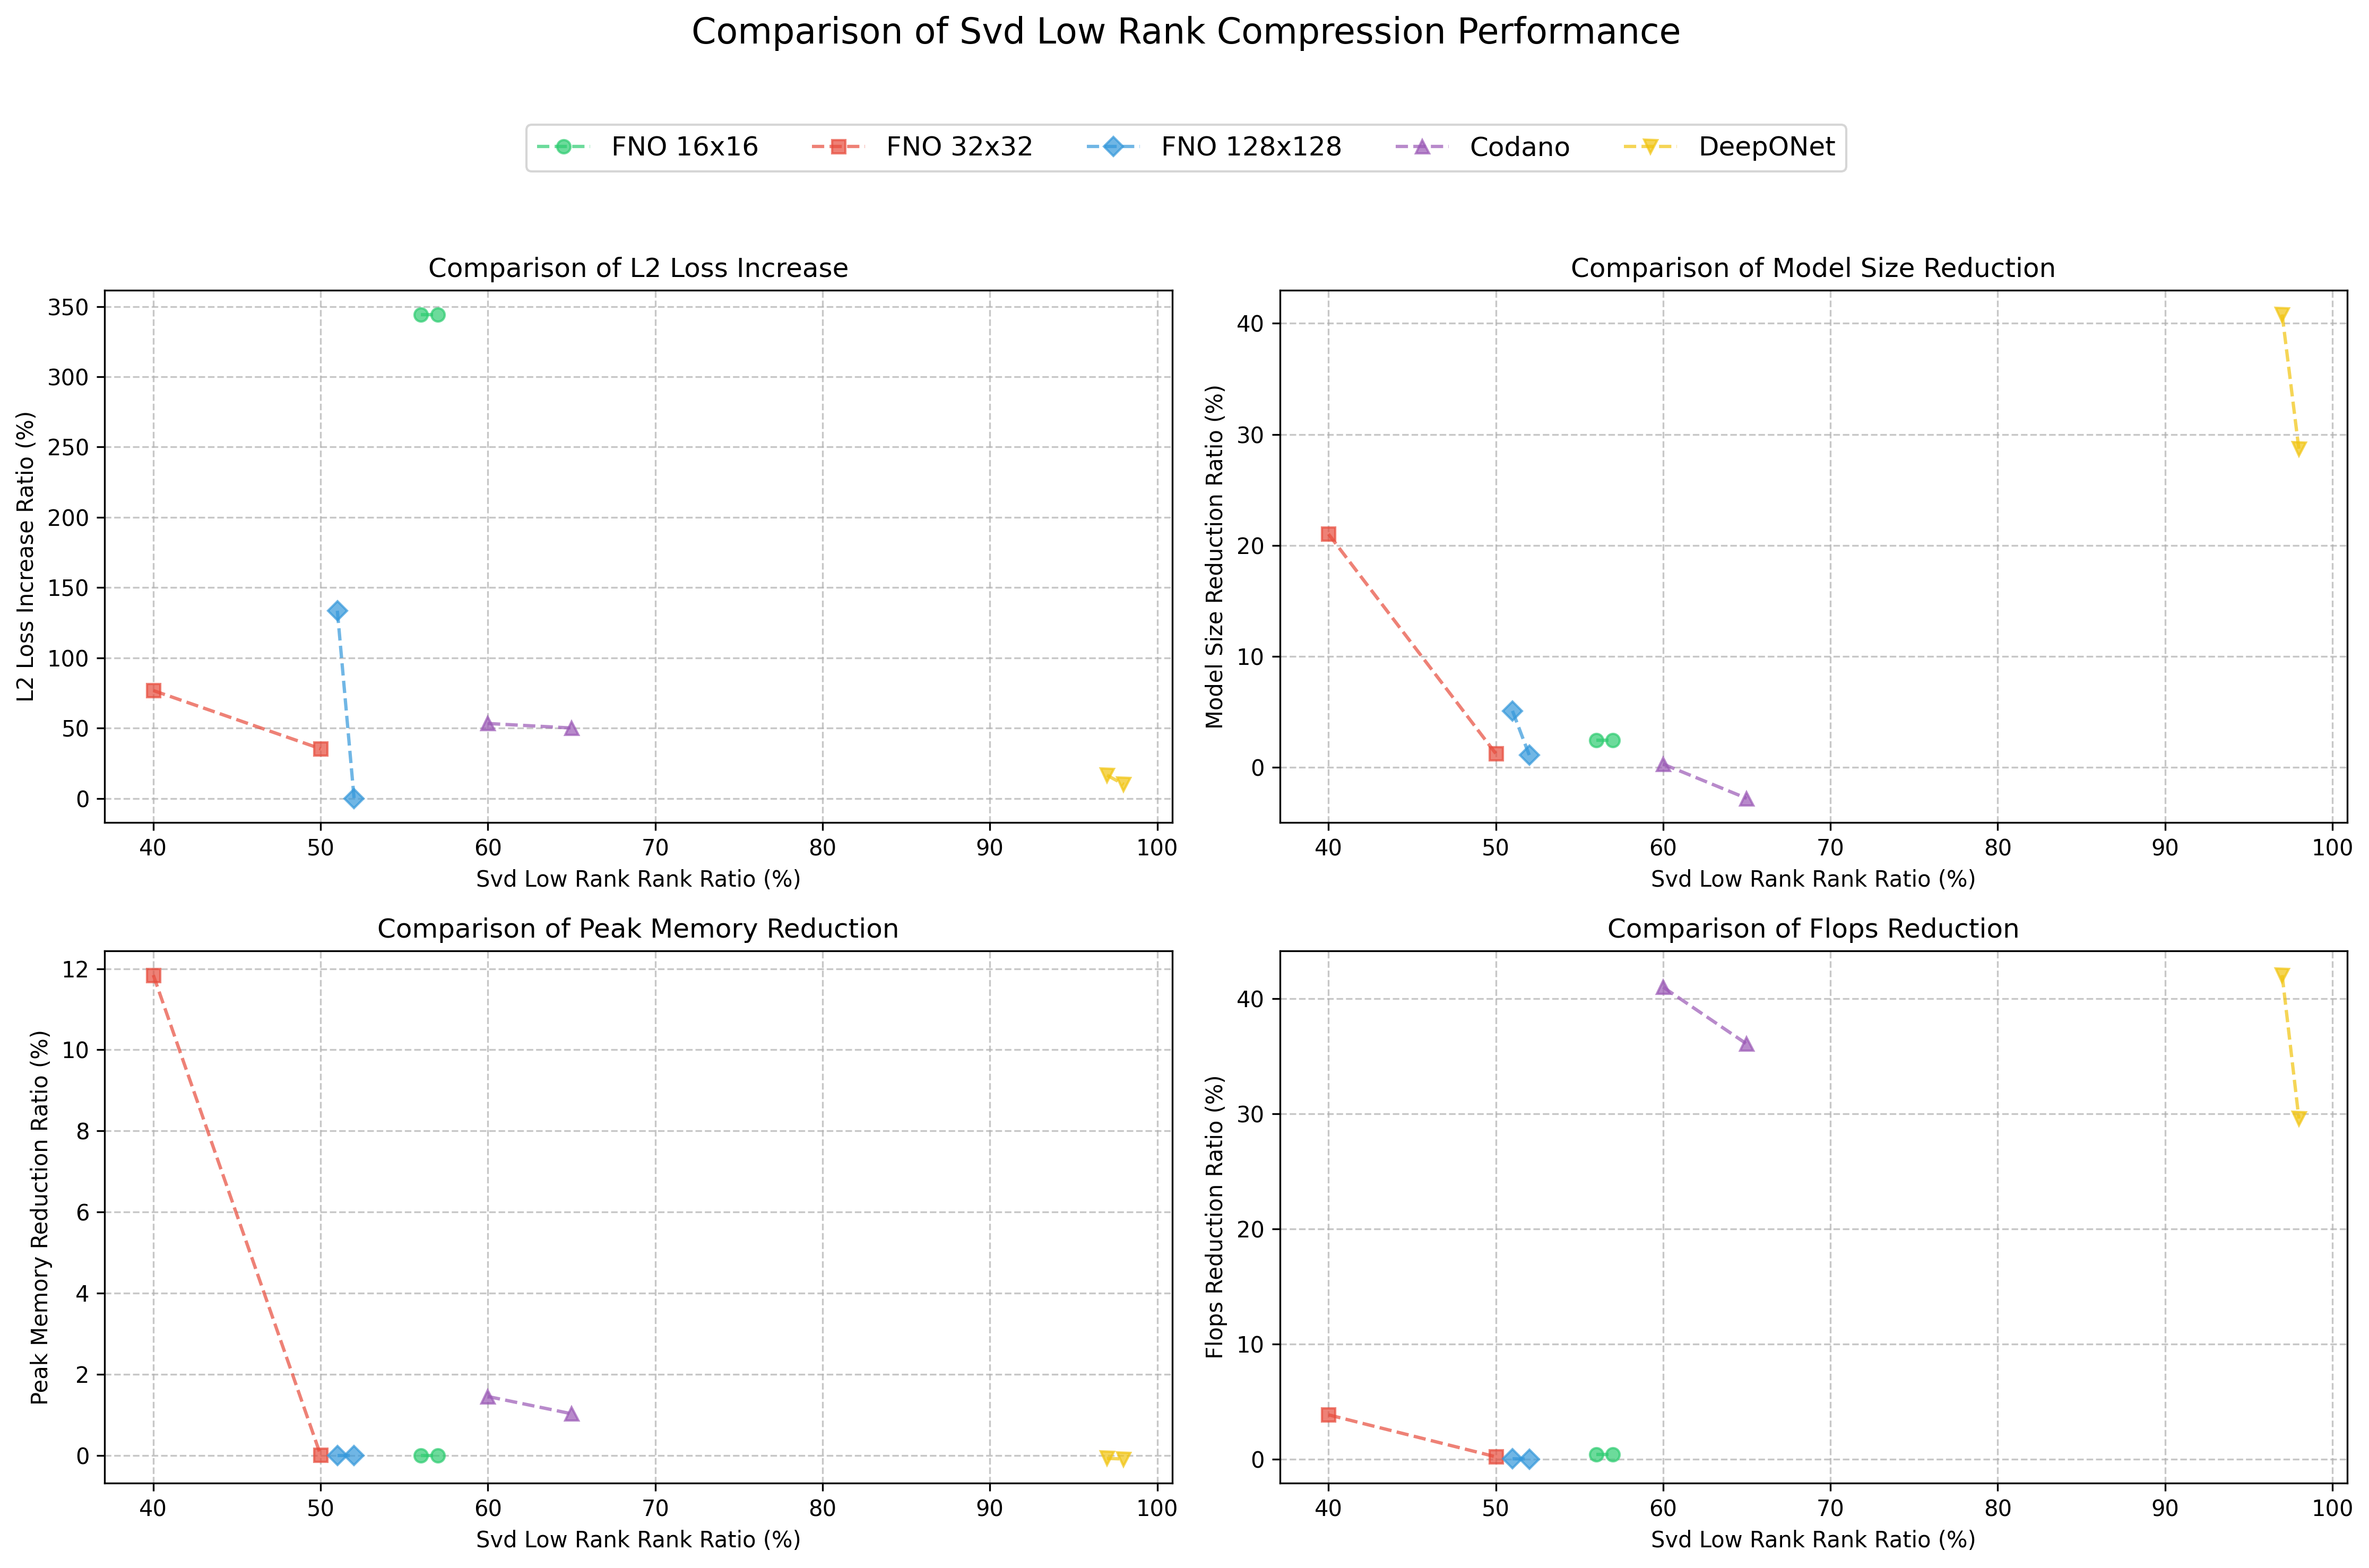 Comparison of Svd Low Rank Compression Performance
FNO 16x16 FNO 32x32 FNO 128x128 Codano DeepONet
Comparison of L2 Loss Increase
L2 Loss Increase Ratio (%)
350
300
250
200
150
100
50
0
40 50 60 70 80 90 100
Svd Low Rank Rank Ratio (%)
Comparison of Model Size Reduction
Model Size Reduction Ratio (%)
40
30
20
10
0
40 50 60 70 80 90 100
Svd Low Rank Rank Ratio (%)
Comparison of Peak Memory Reduction
Peak Memory Reduction Ratio (%)
12
10
8
6
4
2
0
40 50 60 70 80 90 100
Svd Low Rank Rank Ratio (%)
Comparison of Flops Reduction
Flops Reduction Ratio (%)
40
30
20
10
0
40 50 60 70 80 90 100
Svd Low Rank Rank Ratio (%)